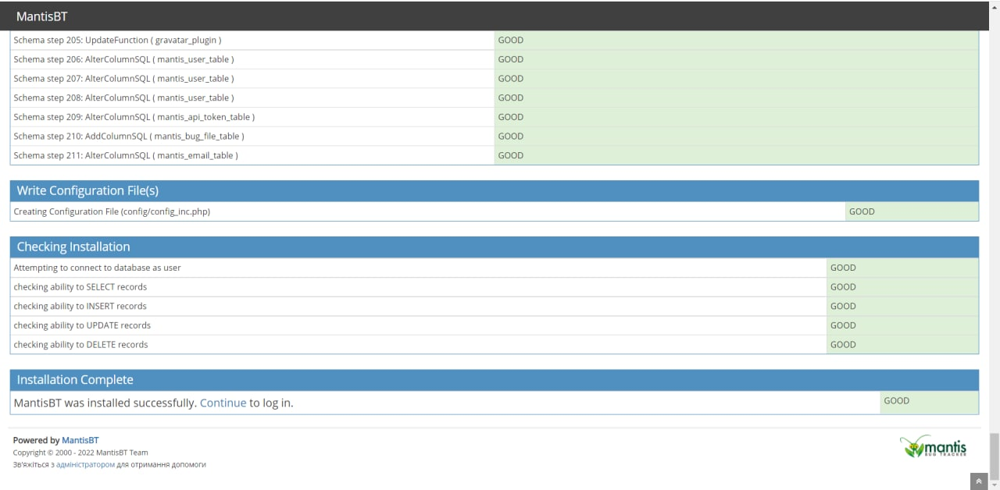 MantisBT
Schema step 205: UpdateFunction ( gravatar_plugin ) GOOD
Schema step 206: AlterColumnSQL ( mantis_user_table ) GOOD
Schema step 207: AlterColumnSQL ( mantis_user_table ) GOOD
Schema step 208: AlterColumnSQL ( mantis_user_table ) GOOD
Schema step 209: AlterColumnSQL ( mantis_api_token_table ) GOOD
Schema step 210: AddColumnSQL ( mantis_bug_file_table ) GOOD
Schema step 211: AlterColumnSQL ( mantis_email_table ) GOOD
Write Configuration File(s)
Creating Configuration File (config/config_inc.php) GOOD
Checking Installation
Attempting to connect to database as user GOOD
checking ability to SELECT records GOOD
checking ability to INSERT records GOOD
checking ability to UPDATE records GOOD
checking ability to DELETE records GOOD
Installation Complete
MantisBT was installed successfully. Continue to log in. GOOD
Powered by MantisBT
Copyright © 2000 - 2022 MantisBT Team
Зв'яжіться з адміністратором для отримання допомоги
mantis
BUG TRACKER